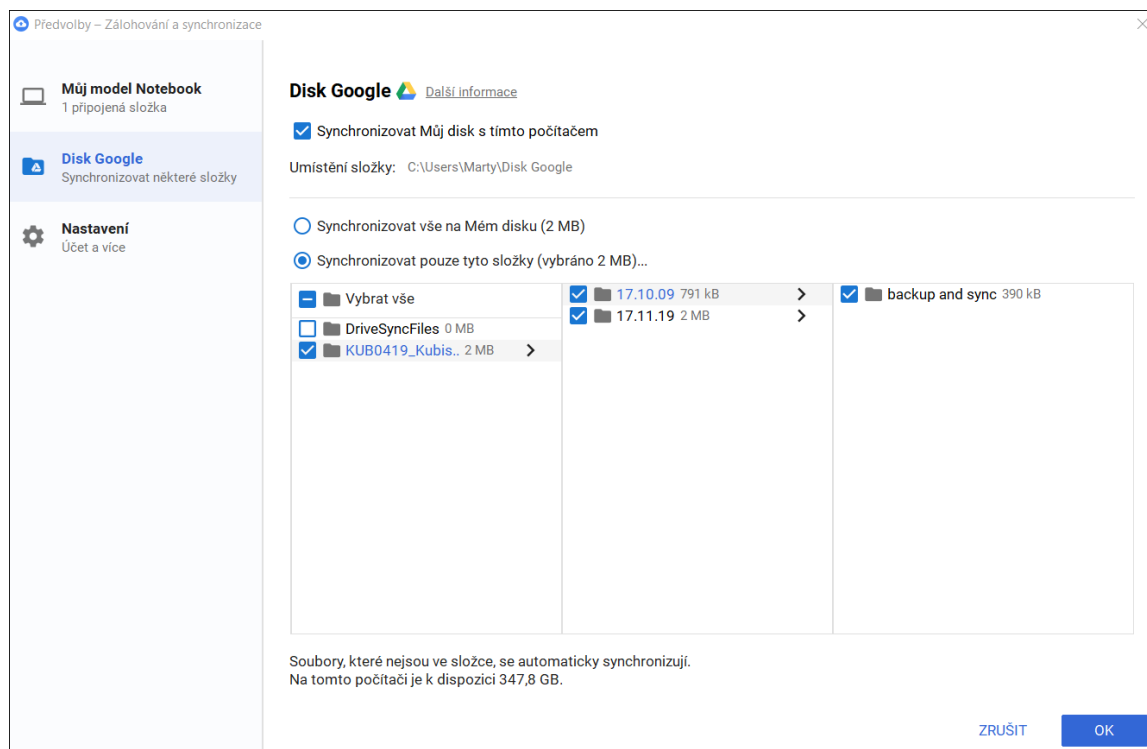 Předvolby – Zálohování a synchronizace
Můj model Notebook
1 připojená složka
Disk Google
Synchronizovat některé složky
Nastavení
Účet a více
Disk Google Další informace
Synchronizovat Můj disk s tímto počítačem
Umístění složky: C:\Users\Marty\Disk Google
Synchronizovat vše na Mém disku (2 MB)
Synchronizovat pouze tyto složky (vybráno 2 MB)...
Vybrat vše
DriveSyncFiles 0 MB
KUB0419_Kubis.. 2 MB
17.10.09 791 kB
17.11.19 2 MB
backup and sync 390 kB
Soubory, které nejsou ve složce, se automaticky synchronizují.
Na tomto počítači je k dispozici 347,8 GB.
ZRUŠIT OK